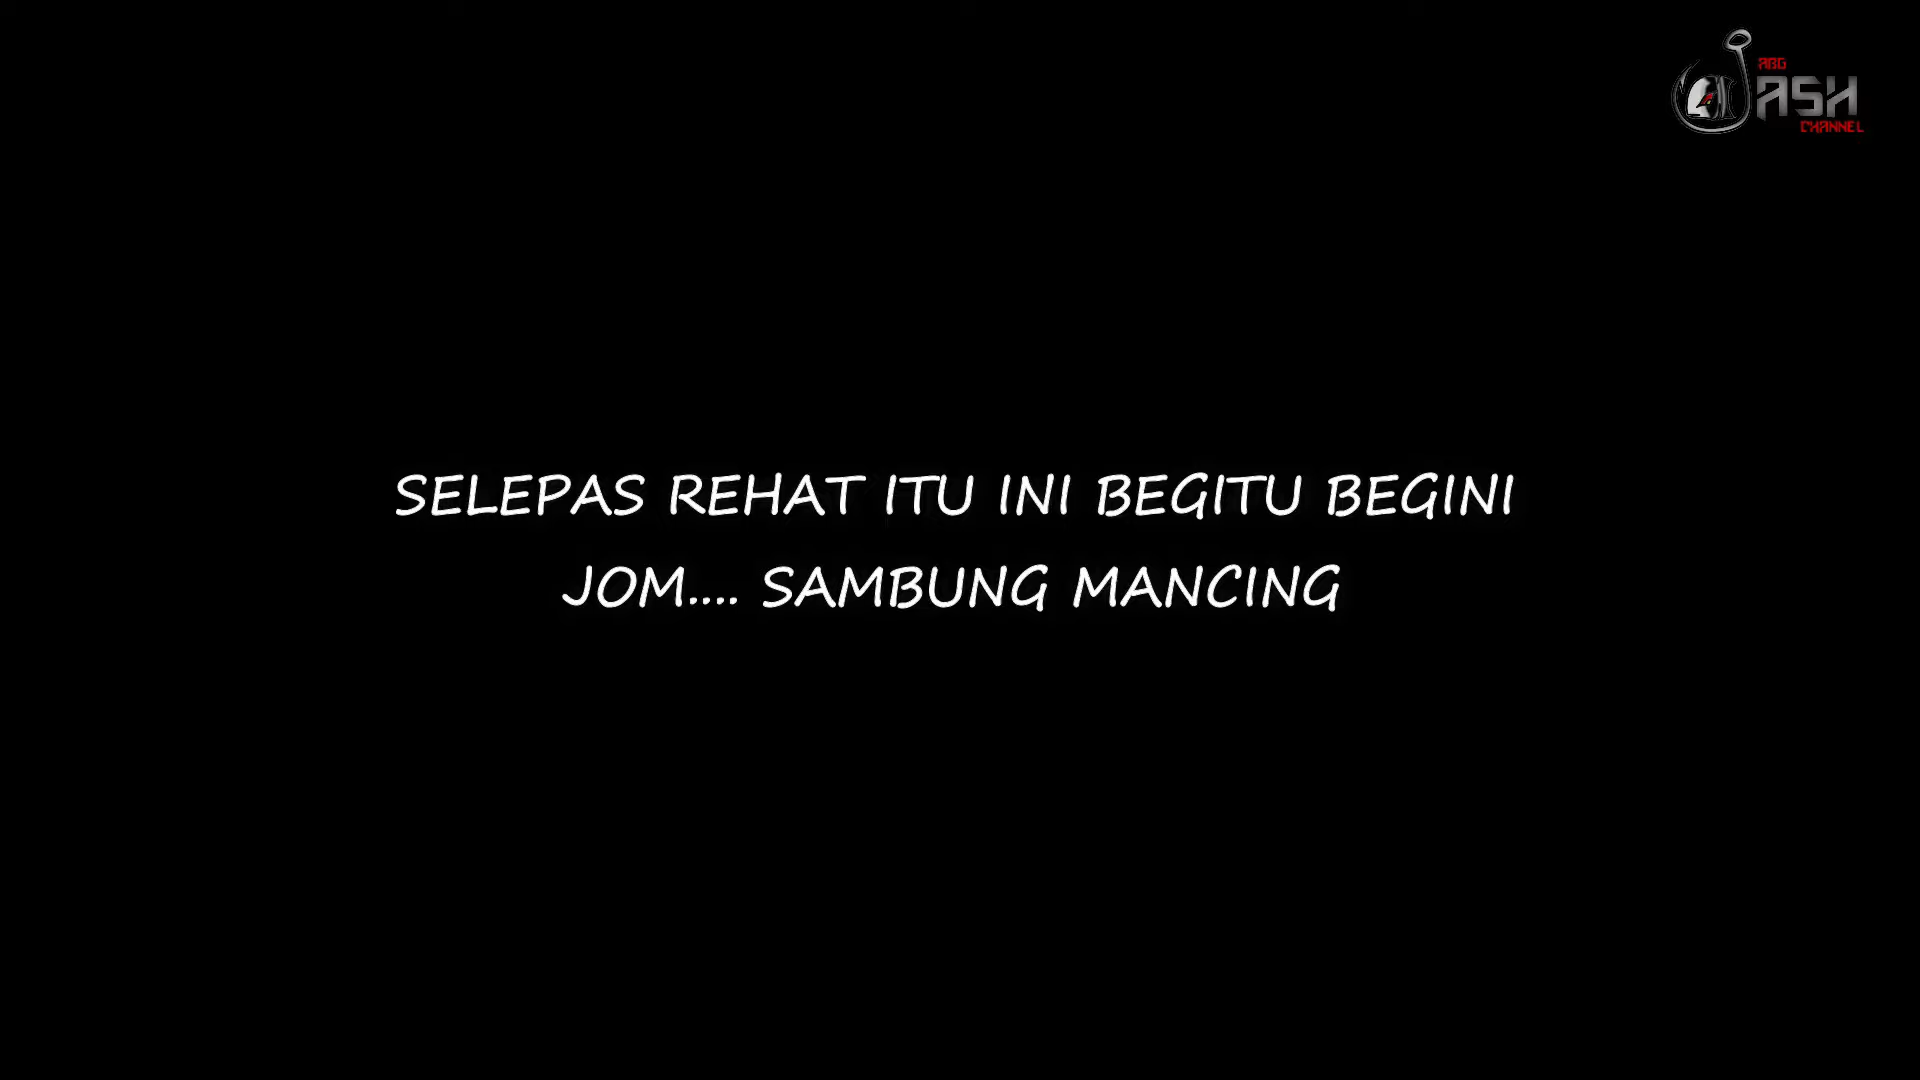 ABG
ASH
CHANNEL
SELEPAS REHAT ITU INI BEGITU BEGINI
JOM.... SAMBUNG MANCING